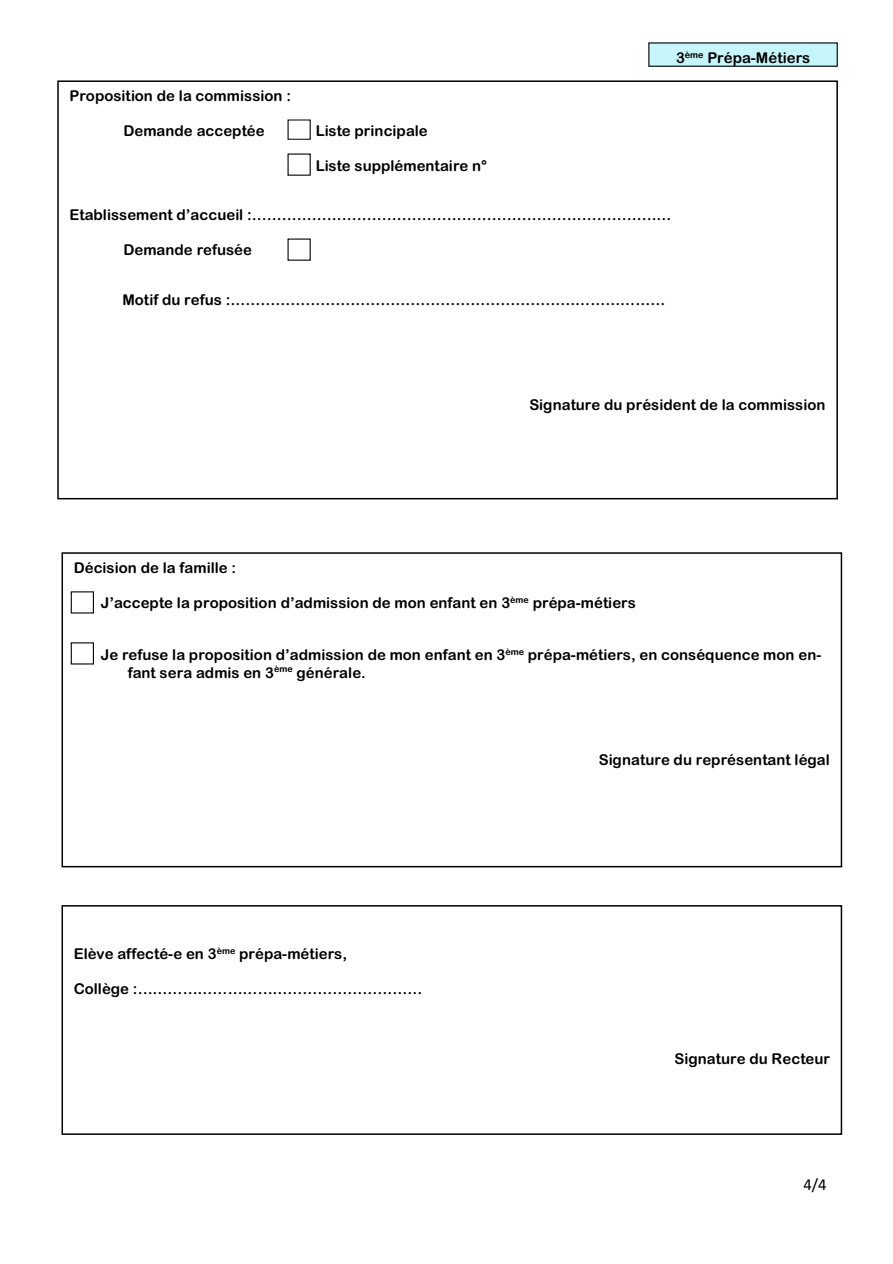 3ème Prépa-Métiers
Proposition de la commission :
Demande acceptée Liste principale
Liste supplémentaire n°
Etablissement d'accueil :...........................................................................................
Demande refusée
Motif du refus :...........................................................................................
Signature du président de la commission
Décision de la famille :
J'accepte la proposition d'admission de mon enfant en 3ème prépa-métiers
Je refuse la proposition d'admission de mon enfant en 3ème prépa-métiers, en conséquence mon en-
fant sera admis en 3ème générale.
Signature du représentant légal
Elève affecté-e en 3ème prépa-métiers,
Collège :.........................................................
Signature du Recteur
4/4